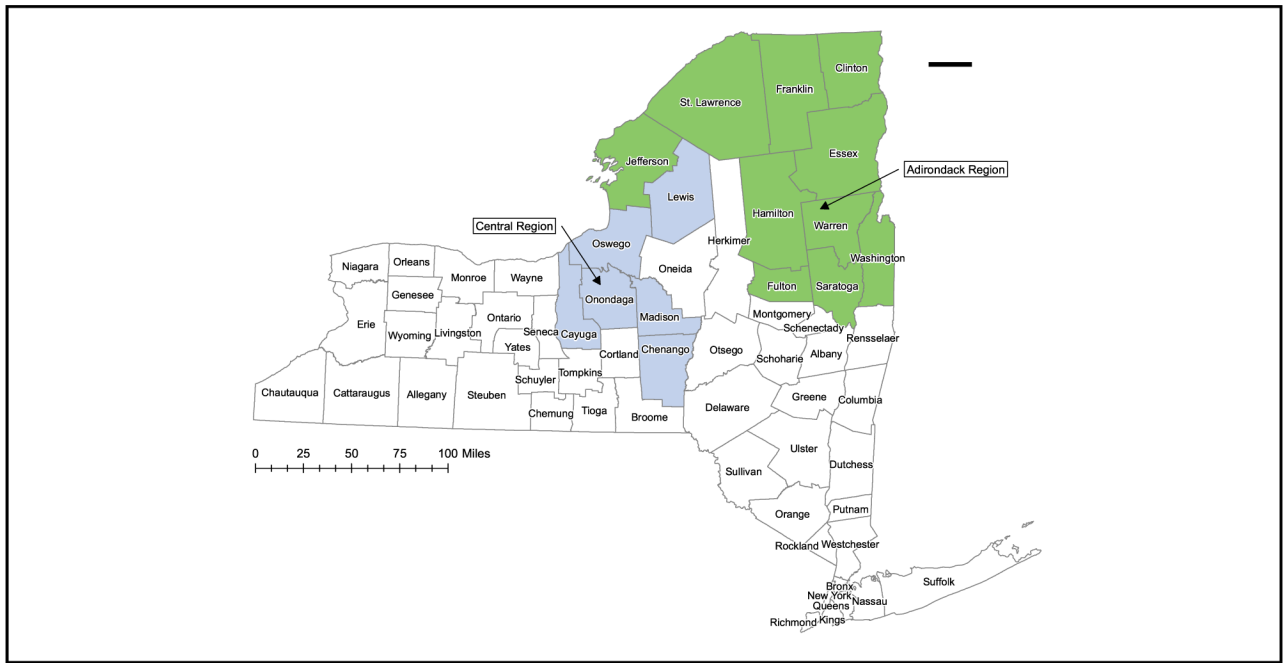 Clinton
Franklin
St. Lawrence
Essex
Jefferson
Adirondack Region
Lewis
Hamilton
Central Region
Warren
Oswego
Herkimer
Washington
Orleans
Niagara
Oneida
Monroe
Wayne
Fulton
Saratoga
Genesee
Onondaga
Montgomery
Ontario
Madison
Erie
Schenectady
Wyoming
Livingston
Seneca
Cayuga
Rensselaer
Yates
Cortland
Chenango
Otsego
Albany
Schoharie
Tompkins
Schuyler
Chautauqua
Cattaraugus
Allegany
Steuben
Greene
Columbia
Delaware
Chemung
Tioga
Broome
Ulster
0 25 50 75 100 Miles
Dutchess
Sullivan
Putnam
Orange
Rockland
Westchester
Suffolk
Bronx
New York
Nassau
Queens
Richmond
Kings